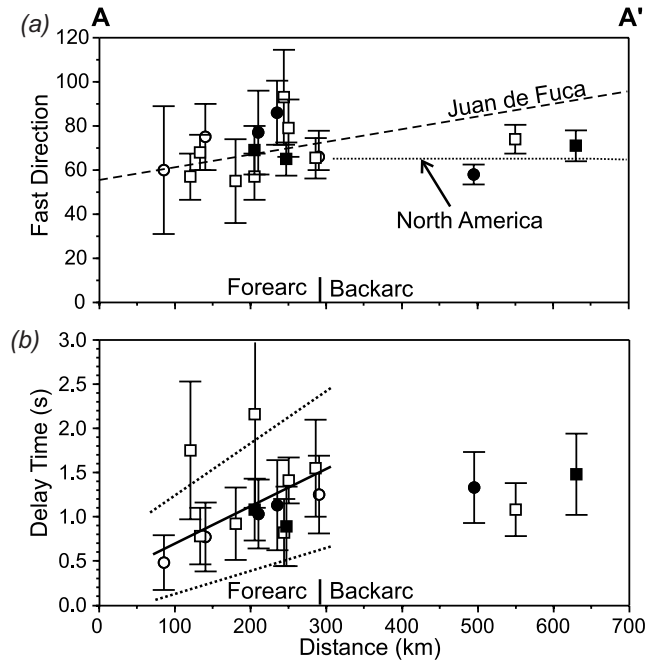 A
A'
(a)
120
100
80
60
40
20
0
Fast Direction
Juan de Fuca
North America
Forearc
Backarc
(b)
3.0
2.5
2.0
1.5
1.0
0.5
0.0
Delay Time (s)
Forearc
Backarc
0
100
200
300
400
500
600
700
Distance (km)